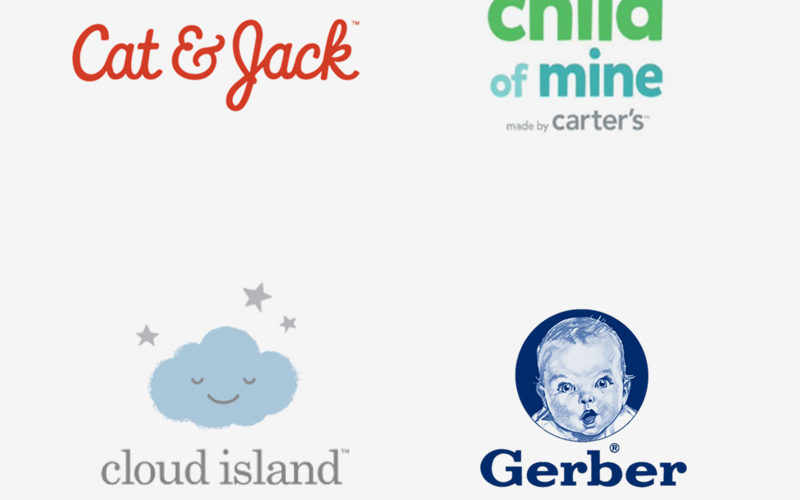 Cat & Jack™
child
of mine
made by carter's™
cloud island™
Gerber®